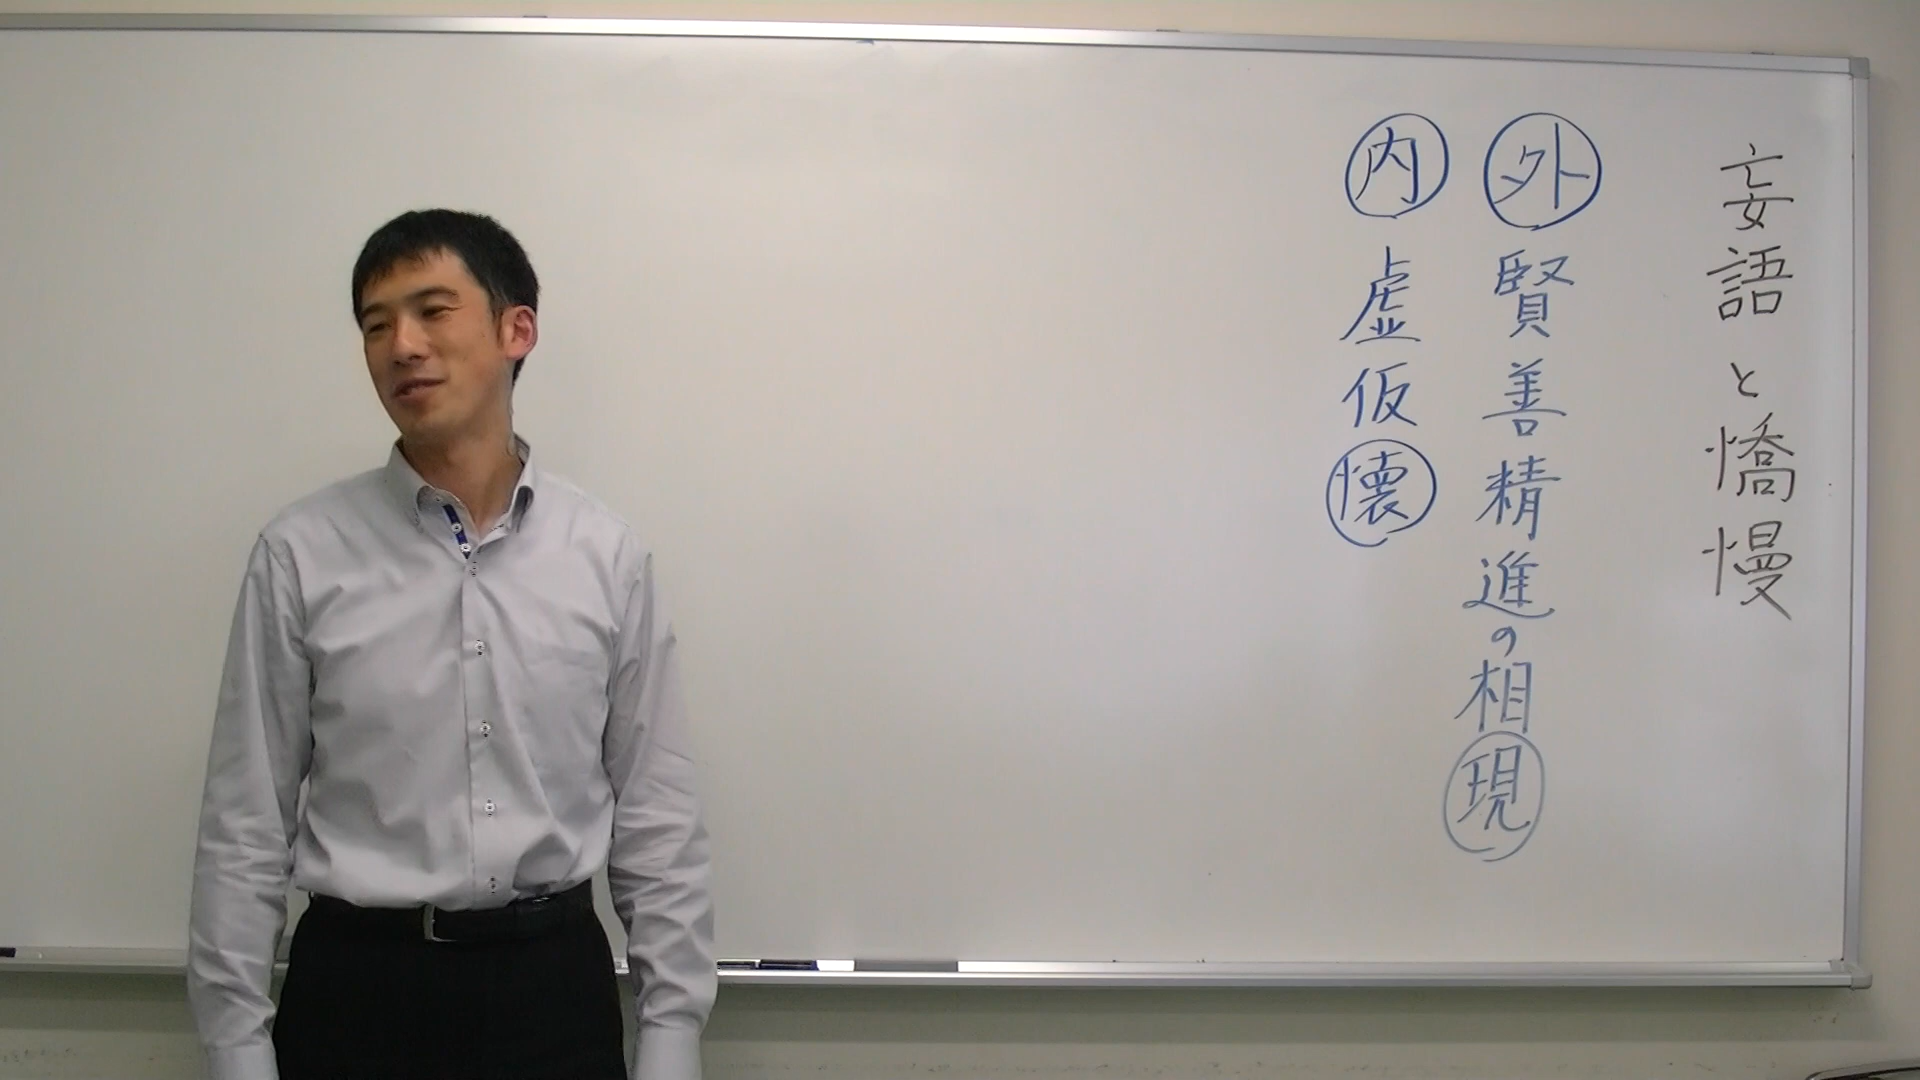 妄語と憍慢
外賢善精進の相現
内虚仮懐